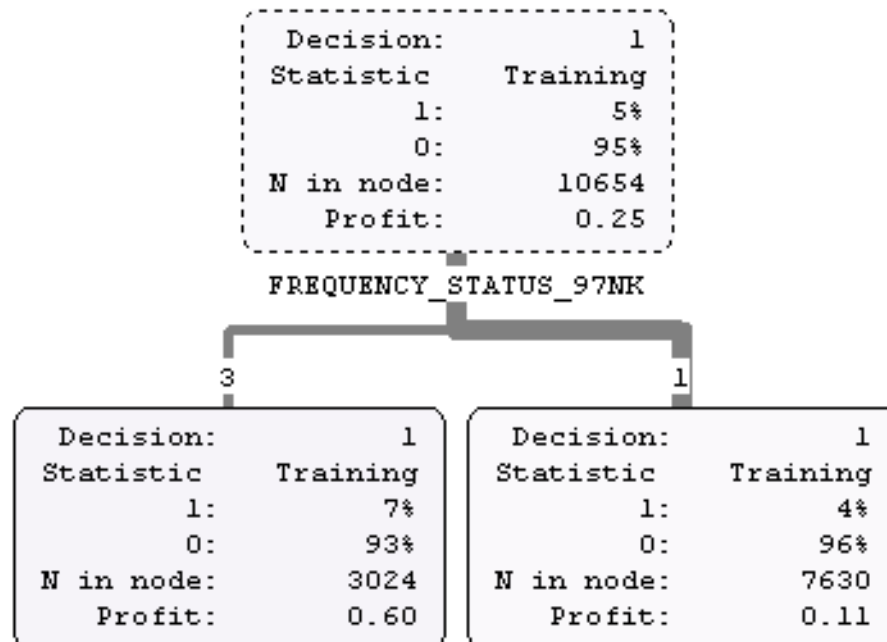 Decision: 1
Statistic Training
1: 5%
0: 95%
N in node: 10654
Profit: 0.25
FREQUENCY_STATUS_97NK
3
1
Decision: 1
Statistic Training
1: 7%
0: 93%
N in node: 3024
Profit: 0.60
Decision: 1
Statistic Training
1: 4%
0: 96%
N in node: 7630
Profit: 0.11